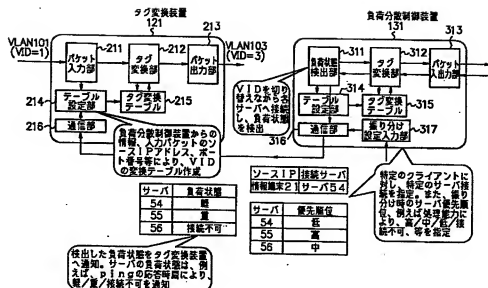 タグ変換装置
121
負荷分散制御装置
131
VLAN101
(VID=1)
211
212
213
VLAN103
(VID=3)
パケット
入力部
タグ変
換部
パケット
出力部
214
テーブル
設定部
タグ変換
テーブル
215
216
通信部
負荷分散制御装置からの
情報、入力パケットのソ
ースIPアドレス、ポー
ト番号等により、VID
の変換テーブル作成
311
312
313
負荷状態
検出部
タグ
変換部
パケット
入出力部
VIDを切り
替えながら各
サーバへ接続
し、負荷状態
を検出
314
テーブル
設定部
タグ変換
テーブル
315
316
通信部
振り分け
設定入力部
317
ソースIP
接続サーバ
情報端末21
サーバ54
サーバ
負荷状態
54
軽
55
重
56
接続不可
サーバ
優先順位
54
低
55
高
56
中
特定のクライアントに
対し、特定のサーバ接
続を指定。また、振り
分け時のサーバ優先順
位、例えば処理能力に
より、高/中/低/接
続不可、等を指定
検出した負荷状態をタグ変換装置
へ通知。サーバの負荷状態は、例
えば、pingの応答時間により、
軽/重/接続不可を通知